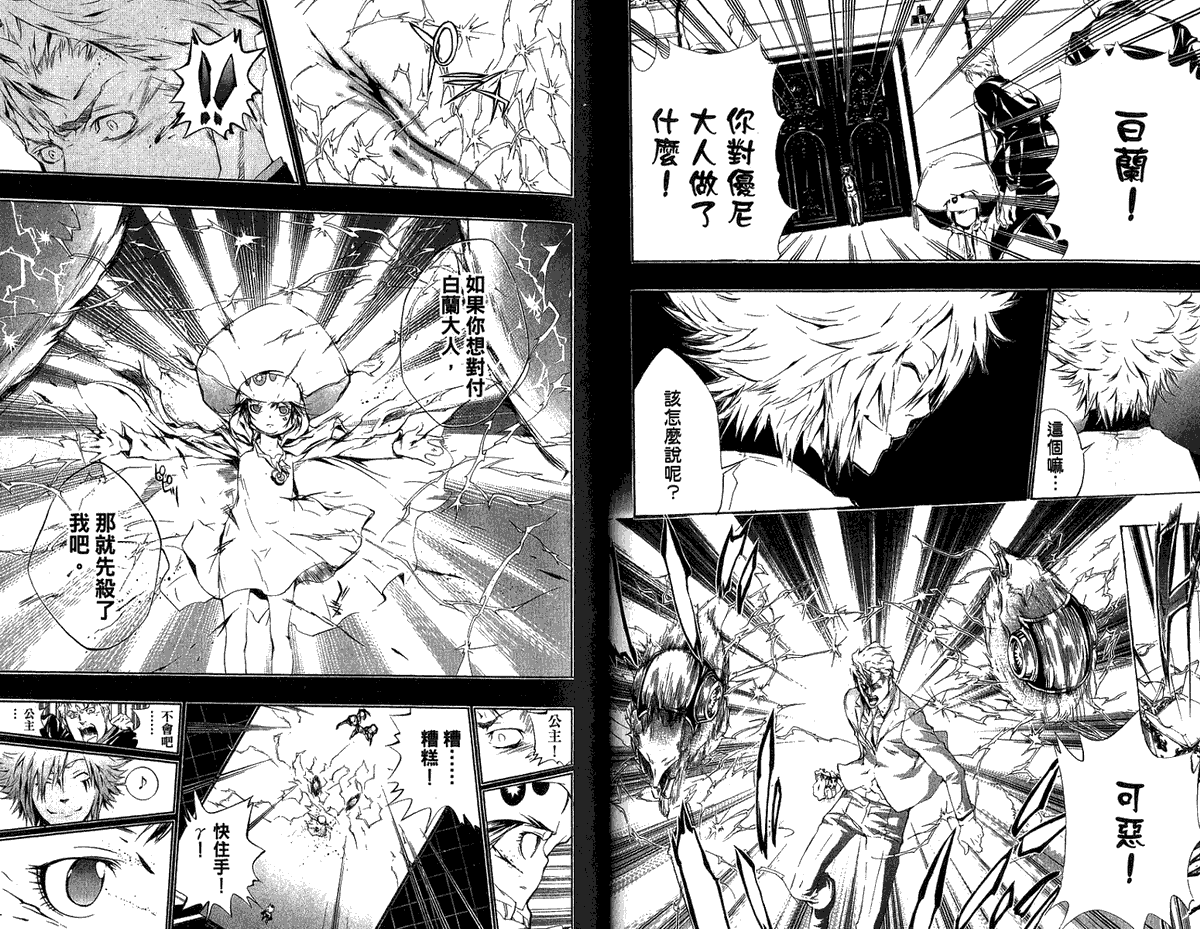 白蘭！
你對優尼
大人做了
什麼！
這個嘛…
該怎麼說呢？
可惡！
!!
如果你想對付
白蘭大人，
那就先殺了
我吧。
公主！
糟……
糟糕！
快住手！
γ！
不會吧
……
公主
…
♪